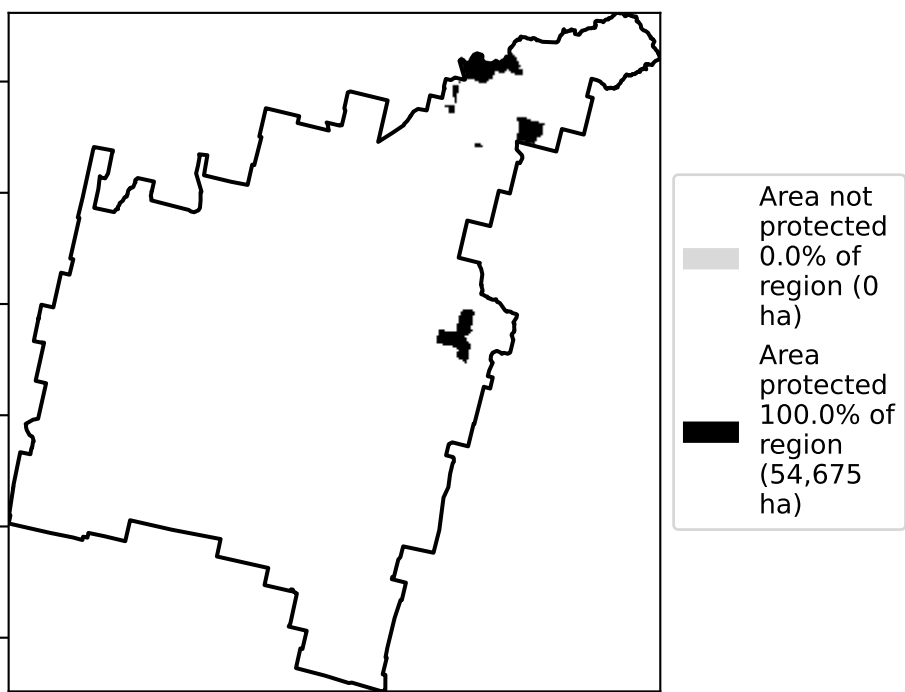 Area not
protected
0.0% of
region (0
ha)
Area
protected
100.0% of
region
(54,675
ha)